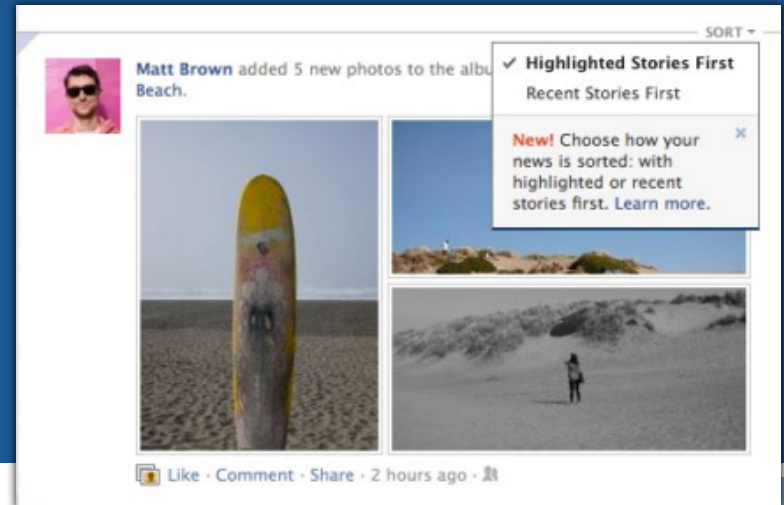 SORT
Highlighted Stories First
Recent Stories First
New! Choose how your
news is sorted: with
highlighted or recent
stories first. Learn more.
Matt Brown added 5 new photos to the
Beach.
Like · Comment · Share · 2 hours ago ·